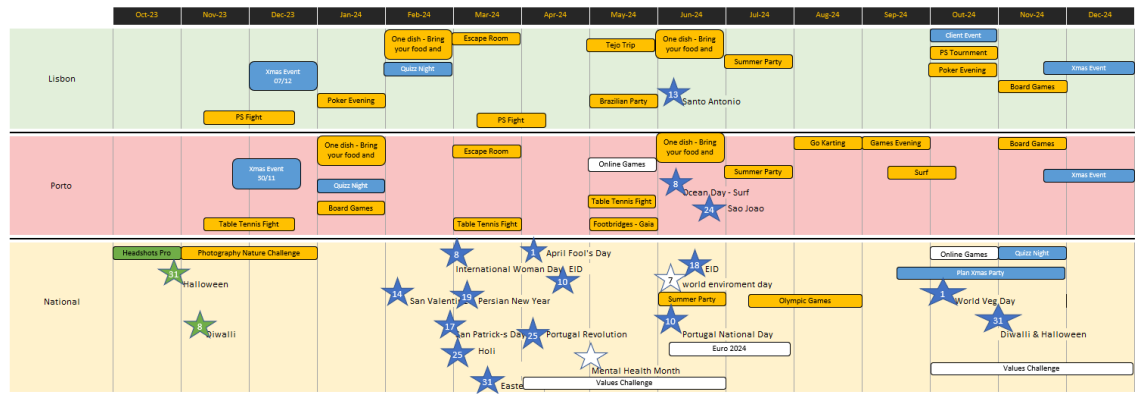 Oct-23 Nov-23 Dec-23 Jan-24 Feb-24 Mar-24 Apr-24 May-24 Jun-24 Jul-24 Aug-24 Sep-24 Oct-24 Nov-24 Dec-24
Lisbon
One dish - Bring
your food and
Escape Room
Tejo Trip
One dish - Bring
your food and
Client Event
PS Tournment
Summer Party
Xmas Event
07/12
Quizz Night
Poker Evening
Xmas Event
Board Games
Poker Evening
Brazilian Party
13
Santo Antonio
PS Fight
PS Fight
Porto
One dish - Bring
your food and
Escape Room
One dish - Bring
your food and
Go Karting
Games Evening
Board Games
Online Games
Xmas Event
30/11
Summer Party
Surf
Xmas Event
Quizz Night
8
Ocean Day - Surf
Board Games
Table Tennis Fight
24
Sao Joao
Table Tennis Fight
Table Tennis Fight
Footbridges - Gaia
National
Headshots Pro
Photography Nature Challenge
8
International Woman Day
1
April Fool's Day
Online Games
Quizz Night
31
Halloween
EID
10
18
EID
Plan Xmas Party
7
world enviroment day
14
San Valentine
19
Persian New Year
Summer Party
Olympic Games
1
World Veg Day
8
Diwalli
17
San Patrick-s Day
25
Portugal Revolution
10
Portugal National Day
31
Diwalli & Halloween
25
Holi
Euro 2024
Mental Health Month
Values Challenge
31
Easte
Values Challenge